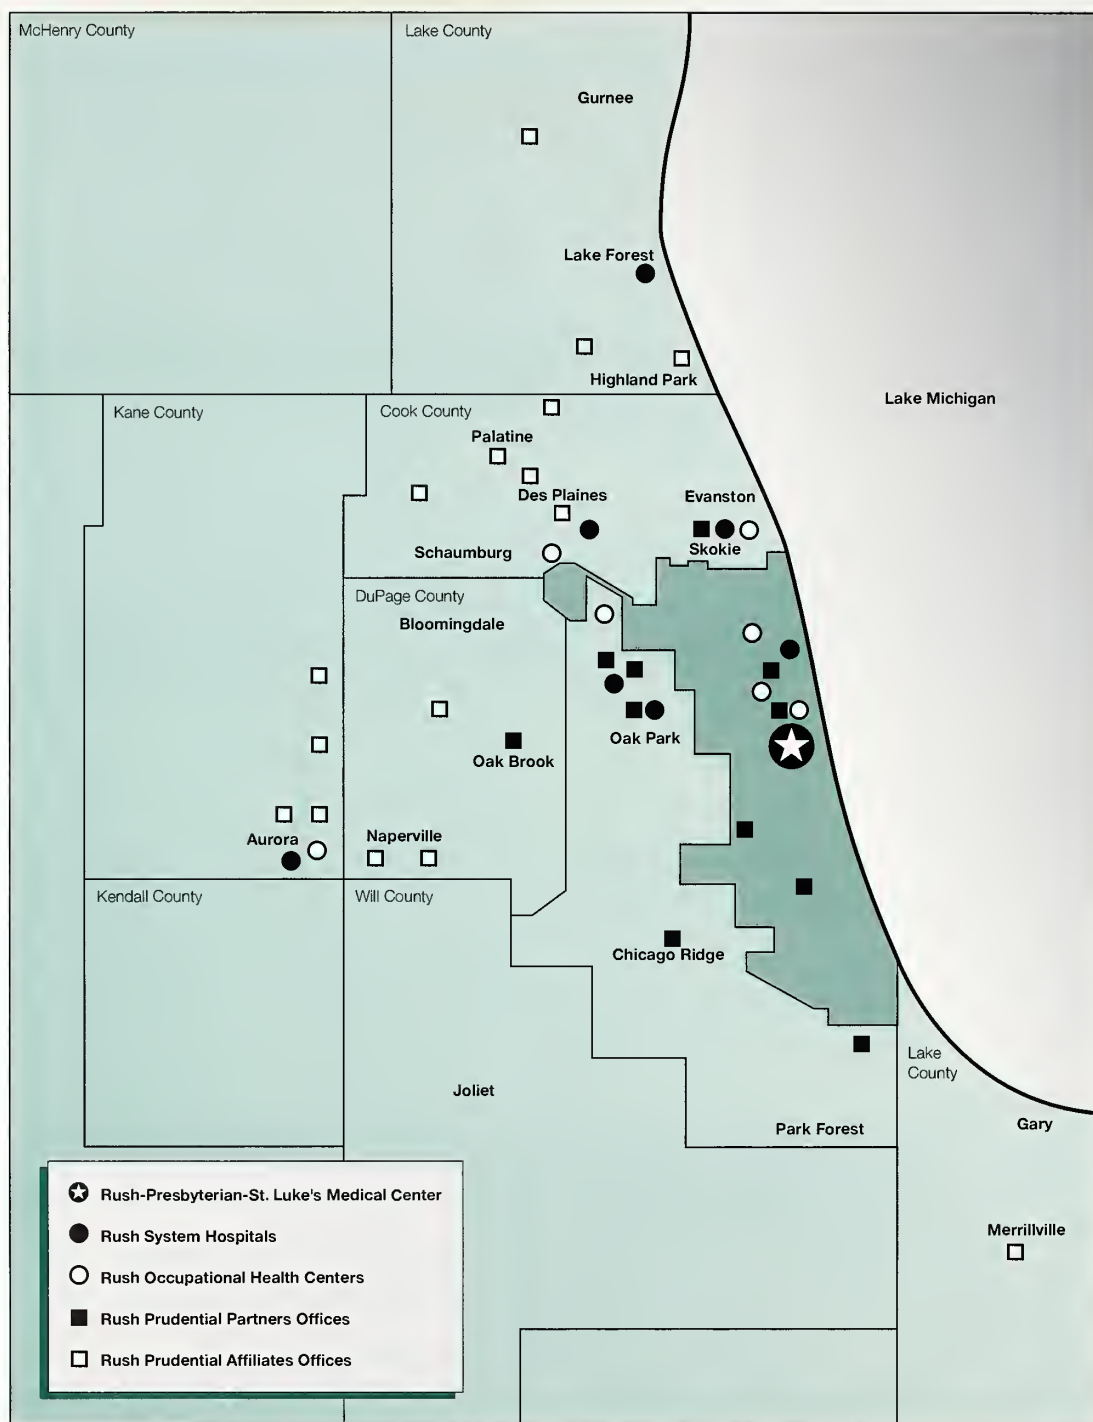 McHenry County
Lake County
Gurnee
Lake Forest
Highland Park
Lake Michigan
Kane County
Cook County
Palatine
Des Plaines
Evanston
Skokie
Schaumburg
DuPage County
Bloomingdale
Oak Park
Oak Brook
Aurora
Naperville
Kendall County
Will County
Chicago Ridge
Lake
County
Joliet
Park Forest
Gary
Merrillville
Rush-Presbyterian-St. Luke's Medical Center
Rush System Hospitals
Rush Occupational Health Centers
Rush Prudential Partners Offices
Rush Prudential Affiliates Offices